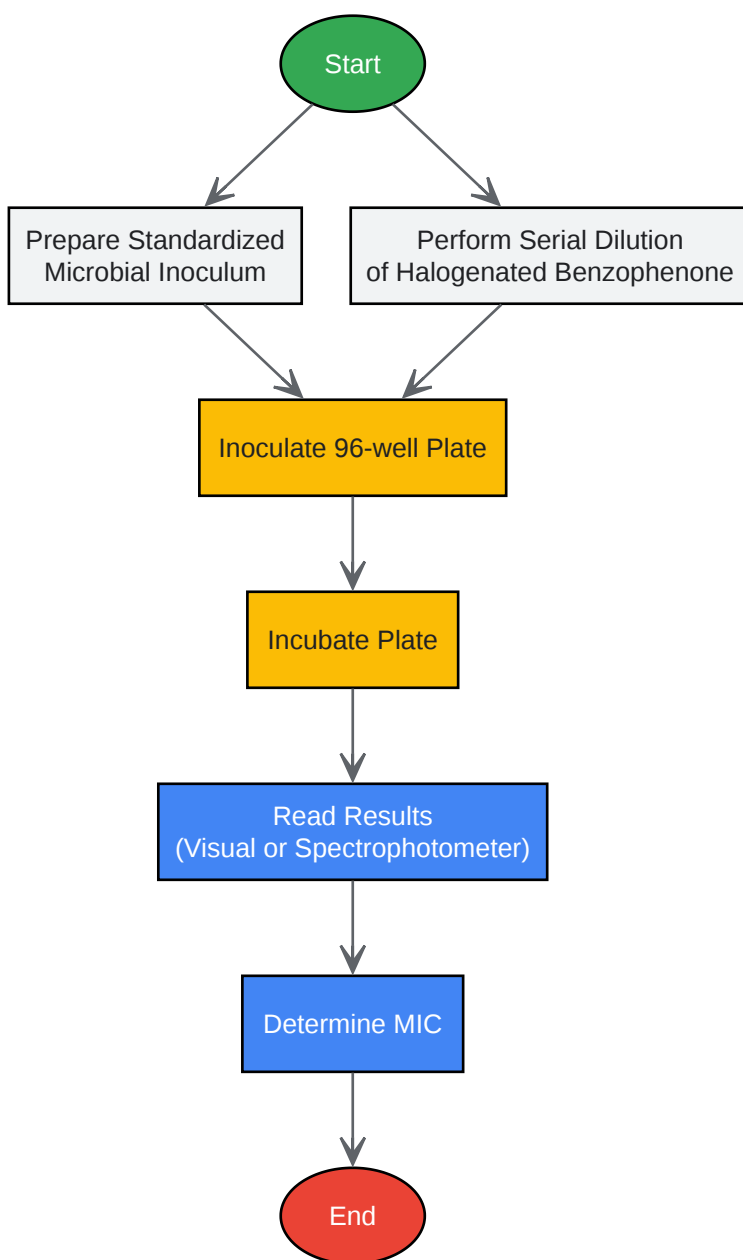 Start
Prepare Standardized
Microbial Inoculum
Perform Serial Dilution
of Halogenated Benzophenone
Inoculate 96-well Plate
Incubate Plate
Read Results
(Visual or Spectrophotometer)
Determine MIC
End